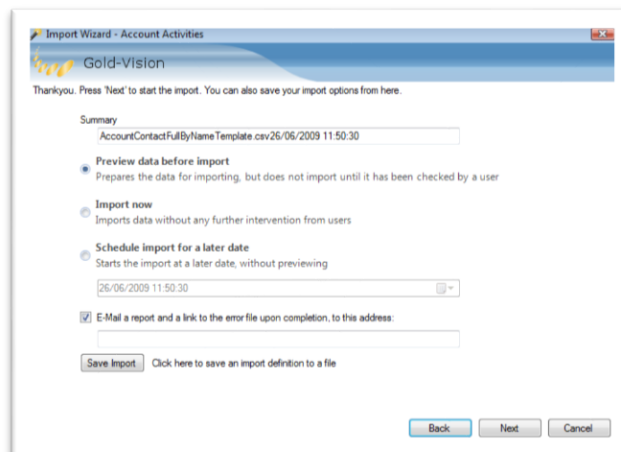 Import Wizard - Account Activities
Gold-Vision
Thankyou. Press 'Next' to start the import. You can also save your import options from here.
Summary
AccountContactFullByNameTemplate.csv26/06/2009 11:50:30
Preview data before import
Prepares the data for importing, but does not import until it has been checked by a user
Import now
Imports data without any further intervention from users
Schedule import for a later date
Starts the import at a later date, without previewing
26/06/2009 11:50:30
E-Mail a report and a link to the error file upon completion, to this address:
Save Import Click here to save an import definition to a file
Back Next Cancel